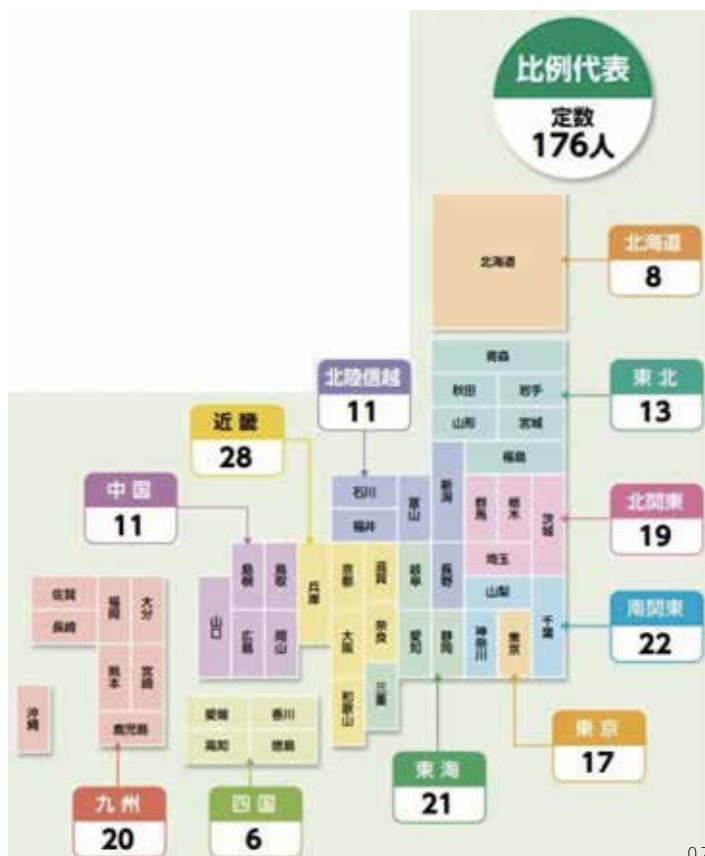 比例代表
定数
176人
北海道
北海道
8
青森
秋田
岩手
山形
宮城
福島
東北
13
北陸信越
11
石川
福井
富山
新潟
長野
近畿
28
兵庫
京都
滋賀
大阪
奈良
和歌山
中国
11
島根
鳥取
山口
広島
岡山
群馬
栃木
茨城
埼玉
北関東
19
山梨
千葉
神奈川
南関東
22
東京
東京
17
岐阜
愛知
静岡
三重
東海
21
愛媛
香川
高知
徳島
四国
6
佐賀
長崎
福岡
大分
熊本
宮崎
鹿児島
沖縄
九州
20
07